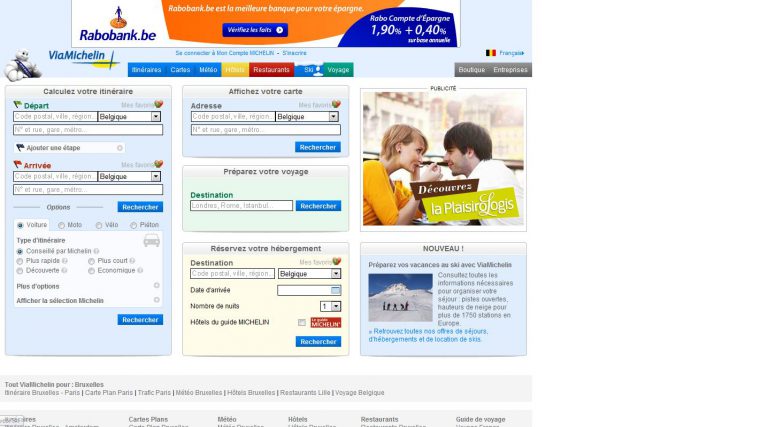 Rabobank.be est la meilleure banque pour votre épargne.
Rabobank.be
Vérifiez les faits >
Rabo Compte d'Épargne
1,90% + 0,40%
sur base annuelle
ViaMichelin
Se connecter à Mon Compte MICHELIN - S'inscrire
Français
Itinéraires Cartes Météo Hôtels Restaurants Ski Voyage
Boutique Entreprises
Calculez votre itinéraire
Départ
Mes favoris
Code postal, ville, région... Belgique
N° et rue, gare, métro...
Ajouter une étape
Arrivée
Mes favoris
Code postal, ville, région... Belgique
N° et rue, gare, métro...
Options
Rechercher
Voiture Moto Vélo Piéton
Type d'itinéraire
Conseillé par Michelin
Plus rapide Plus court
Découverte Economique
Plus d'options
Afficher la sélection Michelin
Rechercher
Affichez votre carte
Adresse
Mes favoris
Code postal, ville, région... Belgique
N° et rue, gare, métro...
Rechercher
Préparez votre voyage
Destination
Londres, Rome, Istanbul...
Rechercher
Réservez votre hébergement
Destination
Mes favoris
Code postal, ville, région... Belgique
Date d'arrivée
Nombre de nuits
1
Hôtels du guide MICHELIN
Le guide
MICHELIN
Rechercher
PUBLICITÉ
Découvrez
la PlaisiroLogis
NOUVEAU !
Préparez vos vacances au ski avec ViaMichelin
Consultez toutes les
informations nécessaires
pour organiser votre
séjour : pistes ouvertes,
hauteurs de neige pour
plus de 1750 stations en
Europe.
» Retrouvez toutes nos offres de séjours,
d'hébergements et de location de skis.
Tout ViaMichelin pour : Bruxelles
Itinéraire Bruxelles - Paris | Carte Plan Paris | Trafic Paris | Météo Bruxelles | Hôtels Bruxelles | Restaurants Lille | Voyage Belgique
Cartes Plans
Météo
Hôtels
Restaurants
Guide de voyage